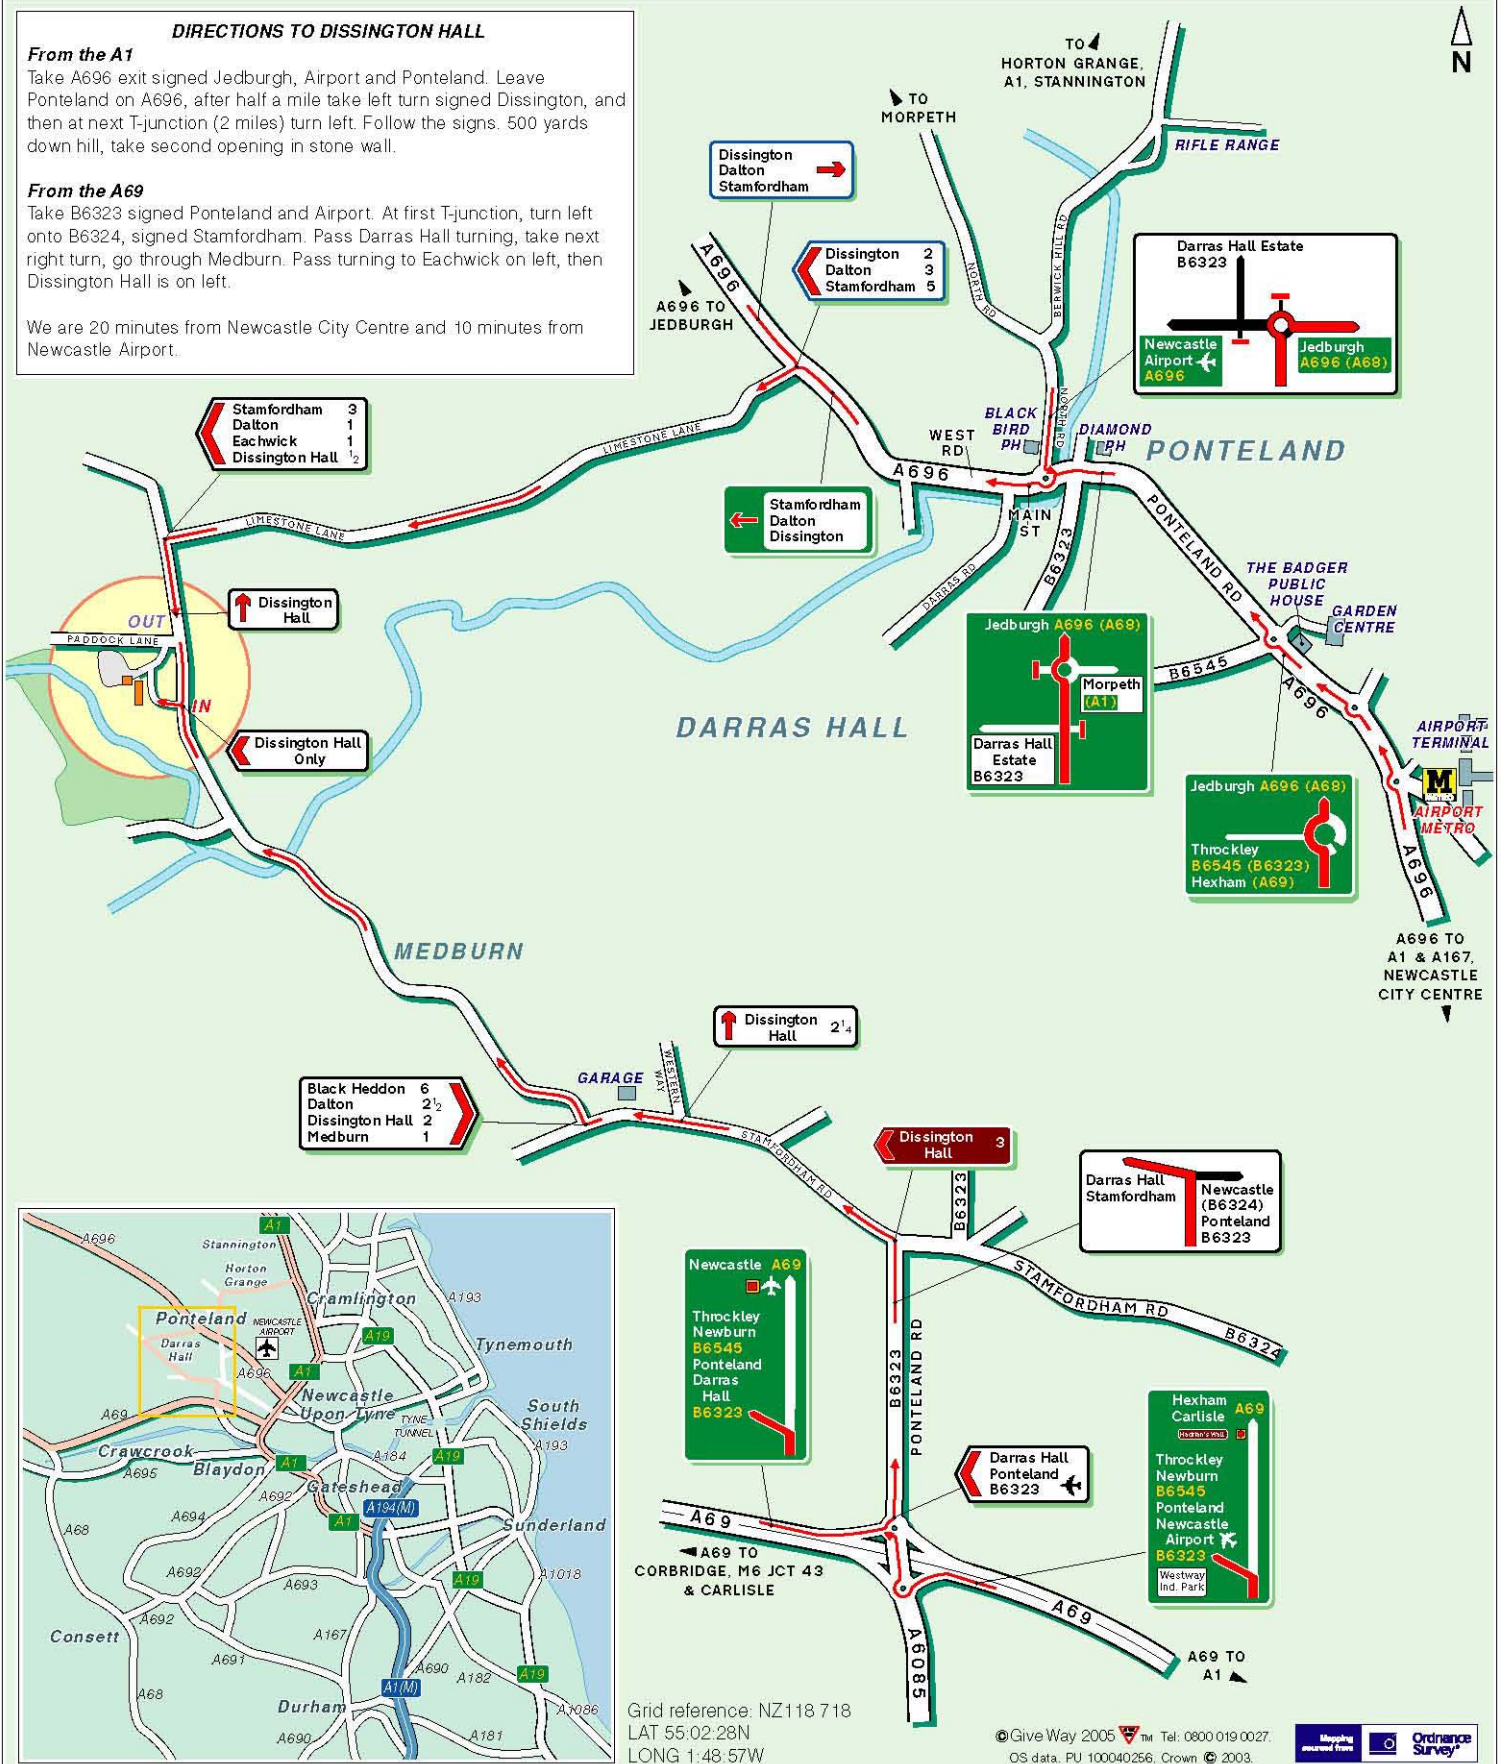 DIRECTIONS TO DISSINGTON HALL
From the A1
Take A696 exit signed Jedburgh, Airport and Ponteland. Leave
Ponteland on A696, after half a mile take left turn signed Dissington, and
then at next T-junction (2 miles) turn left. Follow the signs. 500 yards
down hill, take second opening in stone wall.
From the A69
Take B6323 signed Ponteland and Airport. At first T-junction, turn left
onto B6324, signed Stamfordham. Pass Darras Hall turning, take next
right turn, go through Medburn. Pass turning to Eachwick on left, then
Dissington Hall is on left.
We are 20 minutes from Newcastle City Centre and 10 minutes from
Newcastle Airport.
TO
HORTON GRANGE,
A1, STANNINGTON
N
TO
MORPETH
RIFLE RANGE
Dissington
Dalton
Stamfordham
Dissington 2
Dalton 3
Stamfordham 5
A696
A696 TO
JEDBURGH
NORTH RD
BERWICK HILL RD
Darras Hall Estate
B6323
Newcastle
Airport
A696
Jedburgh
A696 (A68)
NORTH RD
BLACK
BIRD
PH
DIAMOND
PH
PONTELAND
WEST
RD
A696
MAIN
ST
Stamfordham 3
Dalton 1
Eachwick 1
Dissington Hall ½
LIMESTONE LANE
LIMESTONE LANE
Stamfordham
Dalton
Dissington
DARRAS RD
B6323
PONTELAND RD
THE BADGER
PUBLIC
HOUSE
GARDEN
CENTRE
Dissington
Hall
OUT
PADDOCK LANE
IN
Dissington Hall
Only
DARRAS HALL
Jedburgh A696 (A68)
Morpeth
(A1)
Darras Hall
Estate
B6323
B6545
A696
AIRPORT
TERMINAL
M
AIRPORT
METRO
Jedburgh A696 (A68)
Throckley
B6545 (B6323)
Hexham (A69)
A696
A696 TO
A1 & A167,
NEWCASTLE
CITY CENTRE
MEDBURN
Dissington
Hall 2¼
GARAGE
WESTERN
WAY
Black Heddon 6
Dalton 2½
Dissington Hall 2
Medburn 1
STAMFORDHAM RD
Dissington
Hall 3
B6323
Darras Hall
Stamfordham
Newcastle
(B6324)
Ponteland
B6323
STAMFORDHAM RD
B6324
Newcastle A69
Throckley
Newburn
B6545
Ponteland
Darras
Hall
B6323
B6323
PONTELAND RD
Darras Hall
Ponteland
B6323
Hexham
Carlisle A69
Hadrian's Wall
Throckley
Newburn
B6545
Ponteland
Newcastle
Airport
B6323
Westway
Ind. Park
A69
A69 TO
CORBRIDGE, M6 JCT 43
& CARLISLE
A69
A6085
A69 TO
A1
A696
A1
Stannington
Horton
Grange
Cramlington
A193
Ponteland
NEWCASTLE
AIRPORT
A19
Darras
Hall
Tynemouth
A696
A1
Newcastle
Upon Tyne
A69
TYNE
TUNNEL
South
Shields
Crawcrook
A184
A19
A193
A695
Blaydon
A1
Gateshead
A692
A194(M)
A694
A1
A68
Sunderland
A692
A693
A19
A1018
A692
Consett
A167
A691
A690
A182
A19
A68
A1(M)
Durham
A1086
A690
A181
Grid reference: NZ118 718
LAT 55:02:28N
LONG 1:48:57W
© Give Way 2005 TM Tel: 0800 019 0027.
OS data. PU 100040256. Crown © 2003.
Mapping
sourced from
Ordnance
Survey®